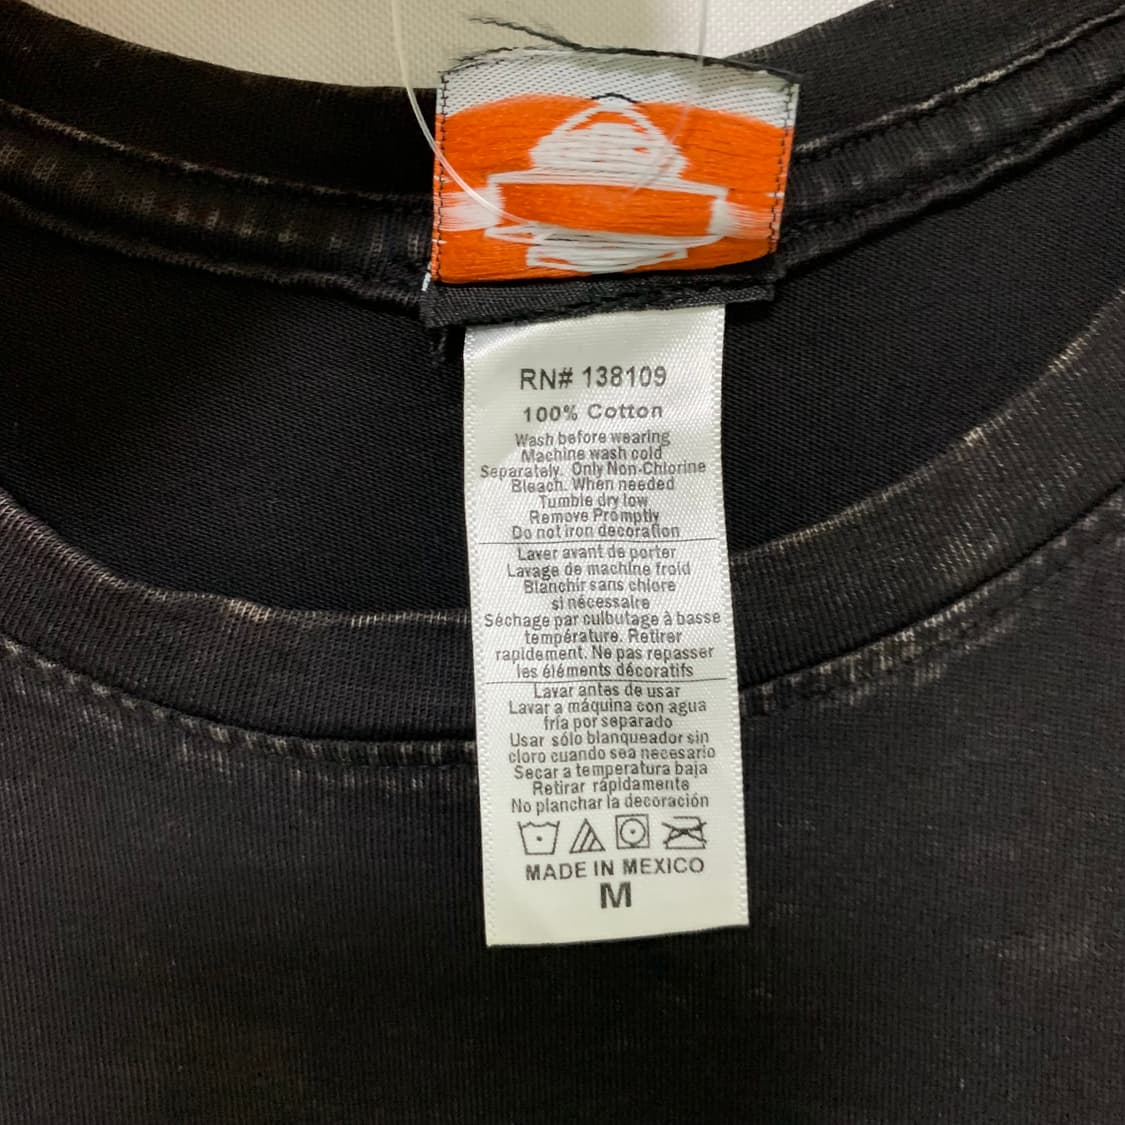 RN# 138109
100% Cotton
Wash before wearing
Machine wash cold
Separately. Only Non-Chlorine
Bleach. When needed
Tumble dry low
Remove Promptly
Do not iron decoration
Laver avant de porter
Lavage de machine froid
Blanchir sans chlore
si nécessaire
Séchage par culbutage à basse
température. Retirer
rapidement. Ne pas repasser
les éléments décoratifs
Lavar antes de usar
Lavar a máquina con agua
fría por separado
Usar sólo blanqueador sin
cloro cuando sea necesario
Secar a temperatura baja
Retirar rápidamente
No planchar la decoración
MADE IN MEXICO
M